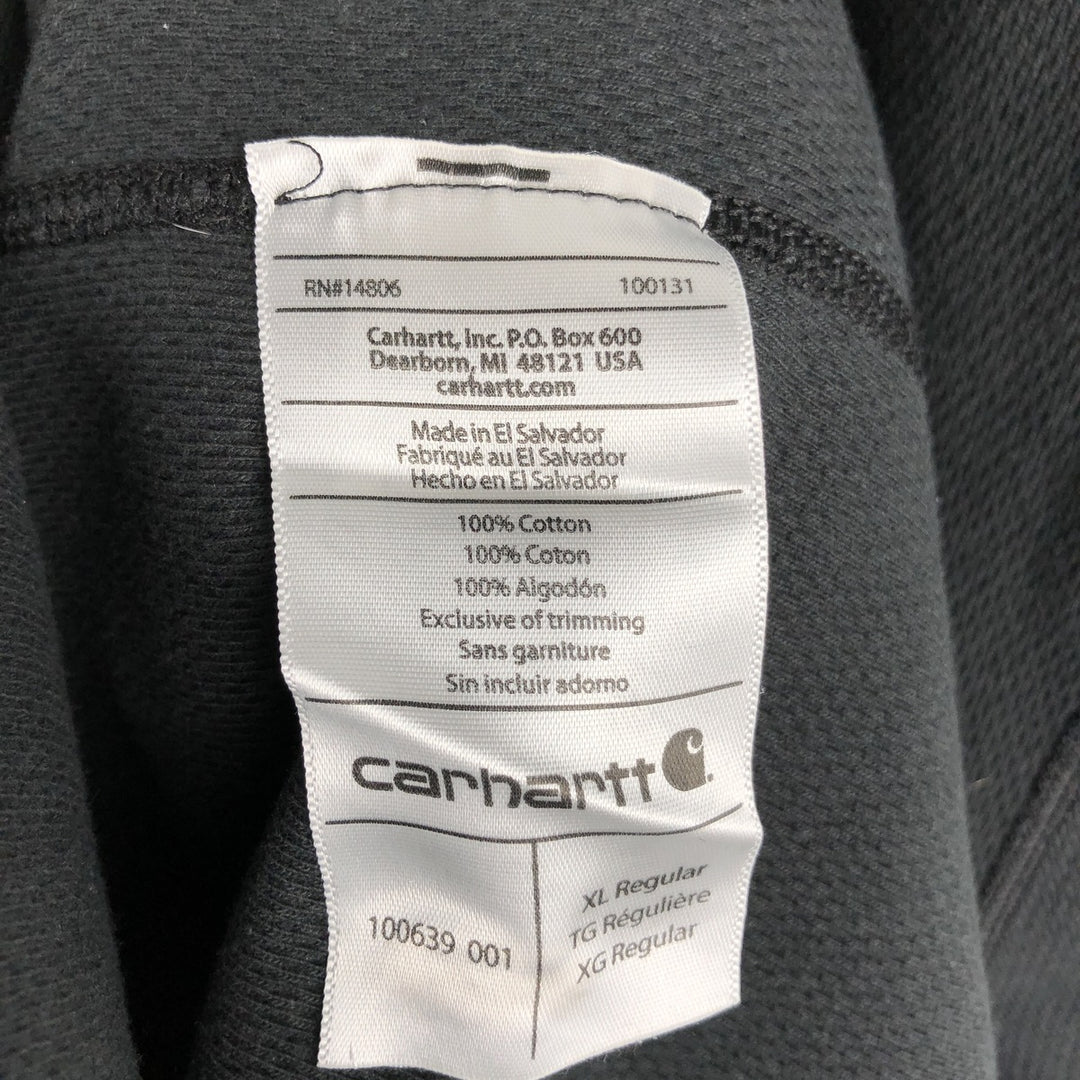 RN#14806 100131
Carhartt, Inc. P.O. Box 600
Dearborn, MI 48121 USA
carhartt.com
Made in El Salvador
Fabriqué au El Salvador
Hecho en El Salvador
100% Cotton
100% Coton
100% Algodón
Exclusive of trimming
Sans garniture
Sin incluir adorno
carhartt
100639 001
XL Regular
TG Régulière
XG Regular